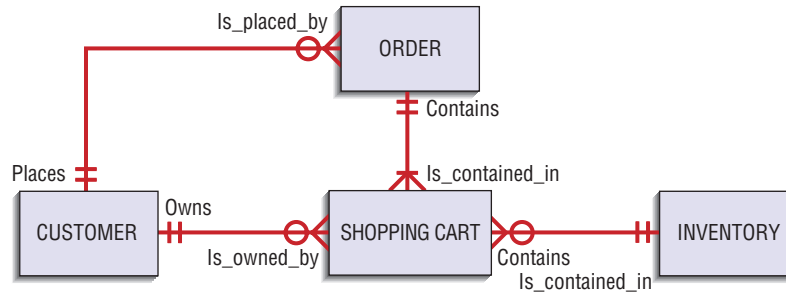 Is_placed_by
ORDER
Contains
Places
Is_contained_in
CUSTOMER
Owns
Is_owned_by
SHOPPING CART
Contains
Is_contained_in
INVENTORY